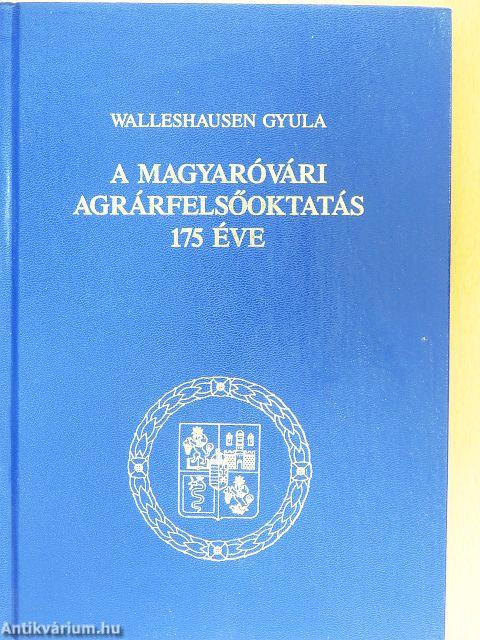 WALLESHAUSEN GYULA
A MAGYARÓVÁRI
AGRÁRFELSŐOKTATÁS
175 ÉVE
Antikvárium.hu